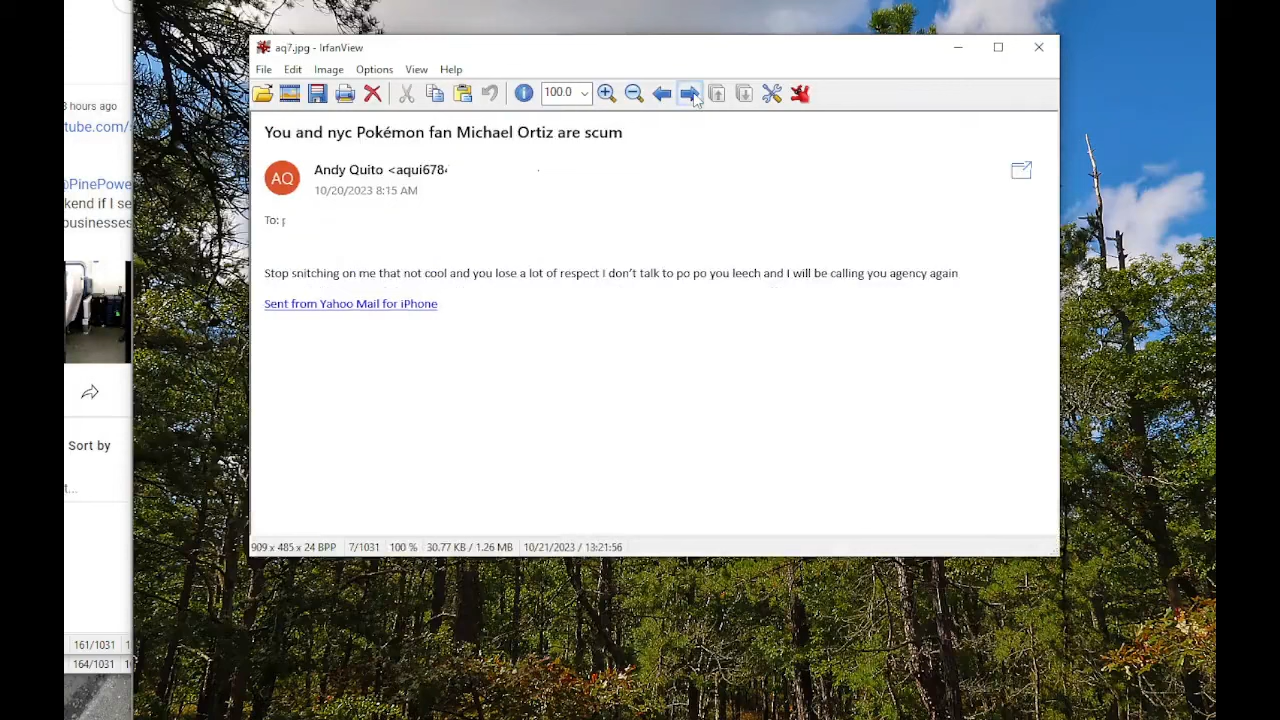 aq7.jpg - IrfanView
File Edit Image Options View Help
3 hours ago
100.0
tube.com/
You and nyc Pokémon fan Michael Ortiz are scum
AQ
Andy Quito <aqui678
10/20/2023 8:15 AM
@PinePowe
kend if I se
businesses
To:
Stop snitching on me that not cool and you lose a lot of respect I don't talk to po po you leech and I will be calling you agency again
Sent from Yahoo Mail for iPhone
Sort by
t...
909 x 485 x 24 BPP 7/1031 100 % 30.77 KB / 1.26 MB 10/21/2023 / 13:21:56
161/1031
164/1031